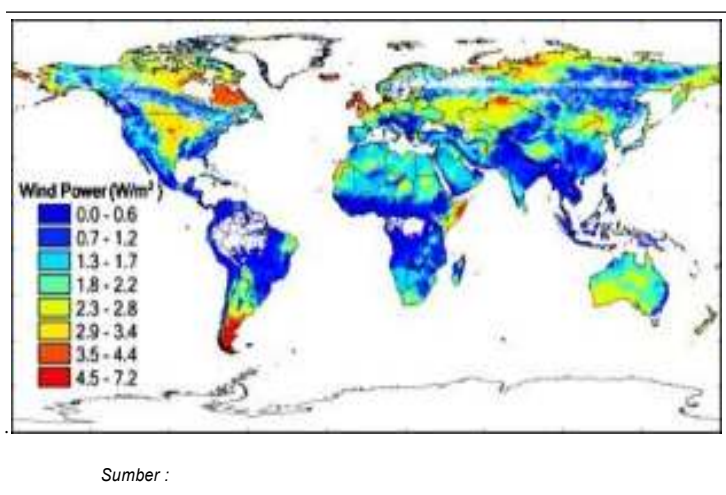 Wind Power (W/m² )
0.0 - 0.6
0.7 - 1.2
1.3 - 1.7
1.8 - 2.2
2.3 - 2.8
2.9 - 3.4
3.5 - 4.4
4.5 - 7.2
.
Sumber :